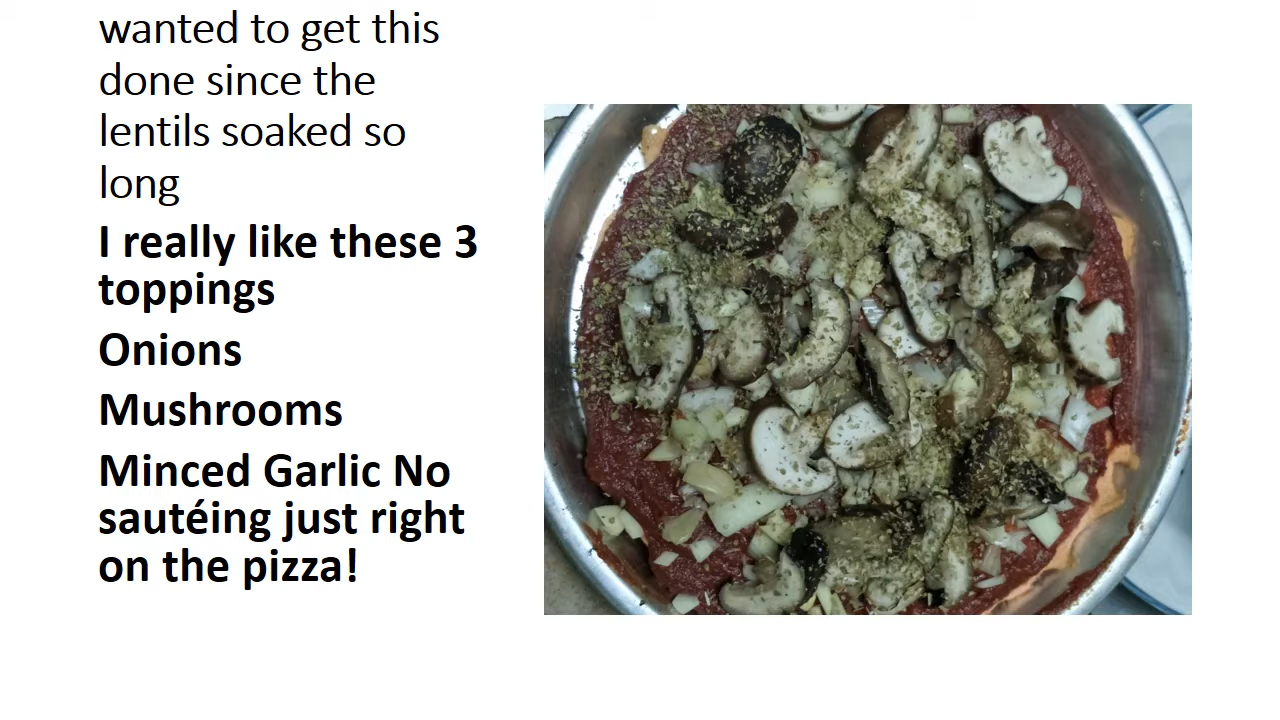 wanted to get this
done since the
lentils soaked so
long
I really like these 3
toppings
Onions
Mushrooms
Minced Garlic No
sautéing just right
on the pizza!